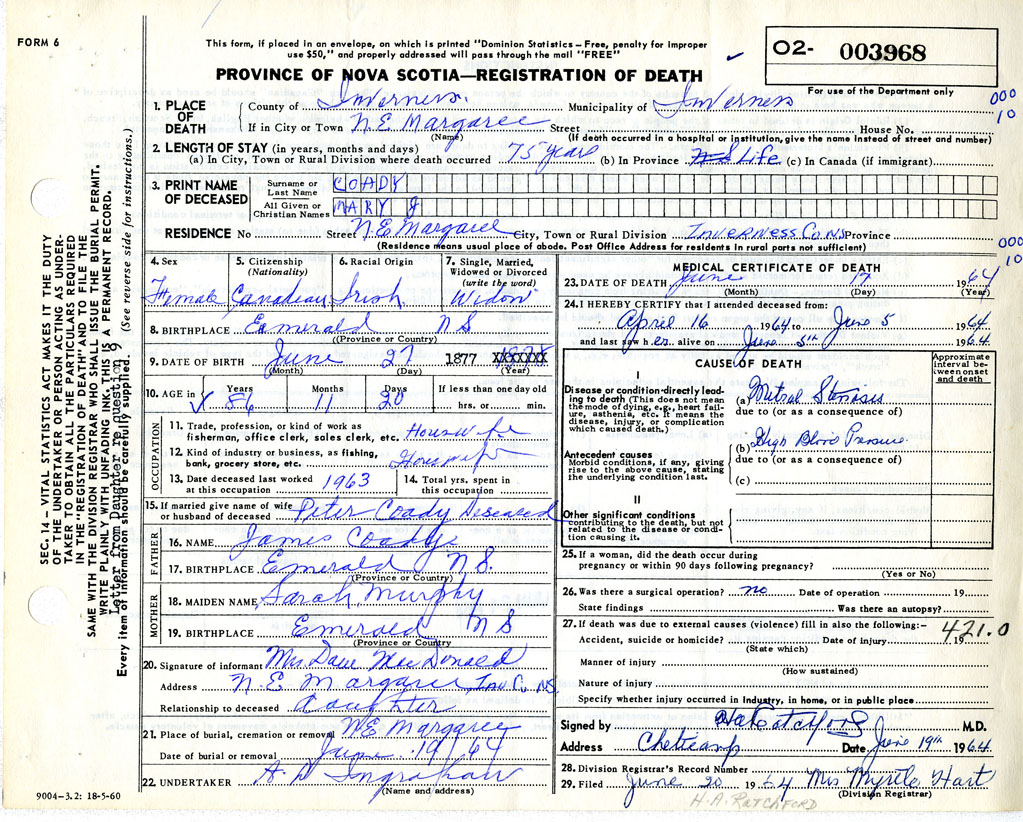 FORM 6
This form, if placed in an envelope, on which is printed "Dominion Statistics – Free, penalty for improper
use $50," and properly addressed will pass through the mail "FREE"
PROVINCE OF NOVA SCOTIA—REGISTRATION OF DEATH
02- 003968
For use of the Department only
000
10
1. PLACE OF DEATH
County of Inverness. Municipality of Inverness
If in City or Town N.E. Margaree Street House No.
(Name) (If death occurred in a hospital or institution, give the name instead of street and number)
2. LENGTH OF STAY (in years, months and days)
(a) In City, Town or Rural Division where death occurred 75 years (b) In Province N S Life (c) In Canada (if immigrant)
3. PRINT NAME OF DECEASED
Surname or Last Name COADY
All Given or Christian Names MARY J
RESIDENCE No Street N.E. Margaree City, Town or Rural Division INVERNESS CO NS Province
(Residence means usual place of abode. Post Office Address for residents in rural parts not sufficient)
000
10
4. Sex Female
5. Citizenship (Nationality) Canadian
6. Racial Origin Irish
7. Single, Married, Widowed or Divorced (write the word) Widow
8. BIRTHPLACE Emerald N S
(Province or Country)
9. DATE OF BIRTH June 27 1877 XXXXXX
(Month) (Day) (Year)
10. AGE in Years 86 Months 11 Days 20 If less than one day old hrs. or min.
OCCUPATION
11. Trade, profession, or kind of work as
fisherman, office clerk, sales clerk, etc. Housewife
12. Kind of industry or business, as fishing,
bank, grocery store, etc.
13. Date deceased last worked at this occupation 1963
14. Total yrs. spent in this occupation
15. If married give name of wife or husband of deceased Peter Coady Deseased
FATHER
16. NAME James Coady
17. BIRTHPLACE Emerald N S.
(Province or Country)
MOTHER
18. MAIDEN NAME Sarah Murphy
19. BIRTHPLACE Emerald N S
(Province or Country
20. Signature of informant Mrs Dave MacDonald
Address N.E Margaree Inv Co NS
Relationship to deceased Daughter
21. Place of burial, cremation or removal N.E Margaree
Date of burial or removal June 19 64
22. UNDERTAKER A D Ingraham
(Name and address)
9004-3.2: 18-5-60
MEDICAL CERTIFICATE OF DEATH
23. DATE OF DEATH June 17 1964
(Month) (Day) (Year)
24. I HEREBY CERTIFY that I attended deceased from:
April 16 1964 to June 5 1964
and last saw her alive on June 5th 1964.
CAUSE OF DEATH
Approximate interval between onset and death
I
Disease or condition directly leading to death (This does not mean the mode of dying, e.g., heart failure, asthenia, etc. It means the disease, injury, or complication which caused death.)
(a) Mitral Stenosis
due to (or as a consequence of)
(b) High Blood Pressure
due to (or as a consequence of)
(c)
Antecedent causes
Morbid conditions, if any, giving rise to the above cause, stating the underlying condition last.
II
Other significant conditions
contributing to the death, but not related to the disease or condition causing it.
25. If a woman, did the death occur during
pregnancy or within 90 days following pregnancy?
(Yes or No)
26. Was there a surgical operation? no Date of operation 19
State findings Was there an autopsy?
27. If death was due to external causes (violence) fill in also the following:– 421.0
Accident, suicide or homicide? Date of injury 19
(State which)
Manner of injury
(How sustained)
Nature of injury
Specify whether injury occurred in industry, in home, or in public place
Signed by HA Ratchford M.D.
Address Cheticamp Date June 19th 1964.
28. Division Registrar's Record Number
29. Filed June 20 1964 Mrs Myrtle Hart
(Division Registrar)
H.A. RATCHFORD
SEC. 14 – VITAL STATISTICS ACT MAKES IT THE DUTY
OF THE UNDERTAKER OR PERSON ACTING AS UNDER-
TAKER TO OBTAIN ALL THE PARTICULARS REQUIRED
IN THE "REGISTRATION OF DEATH" AND TO FILE THE
SAME WITH THE DIVISION REGISTRAR WHO SHALL ISSUE THE BURIAL PERMIT.
WRITE PLAINLY WITH UNFADING INK. THIS IS A PERMANENT RECORD.
Letter from Daughter re question 9
Every item of information should be carefully supplied. (See reverse side for instructions.)